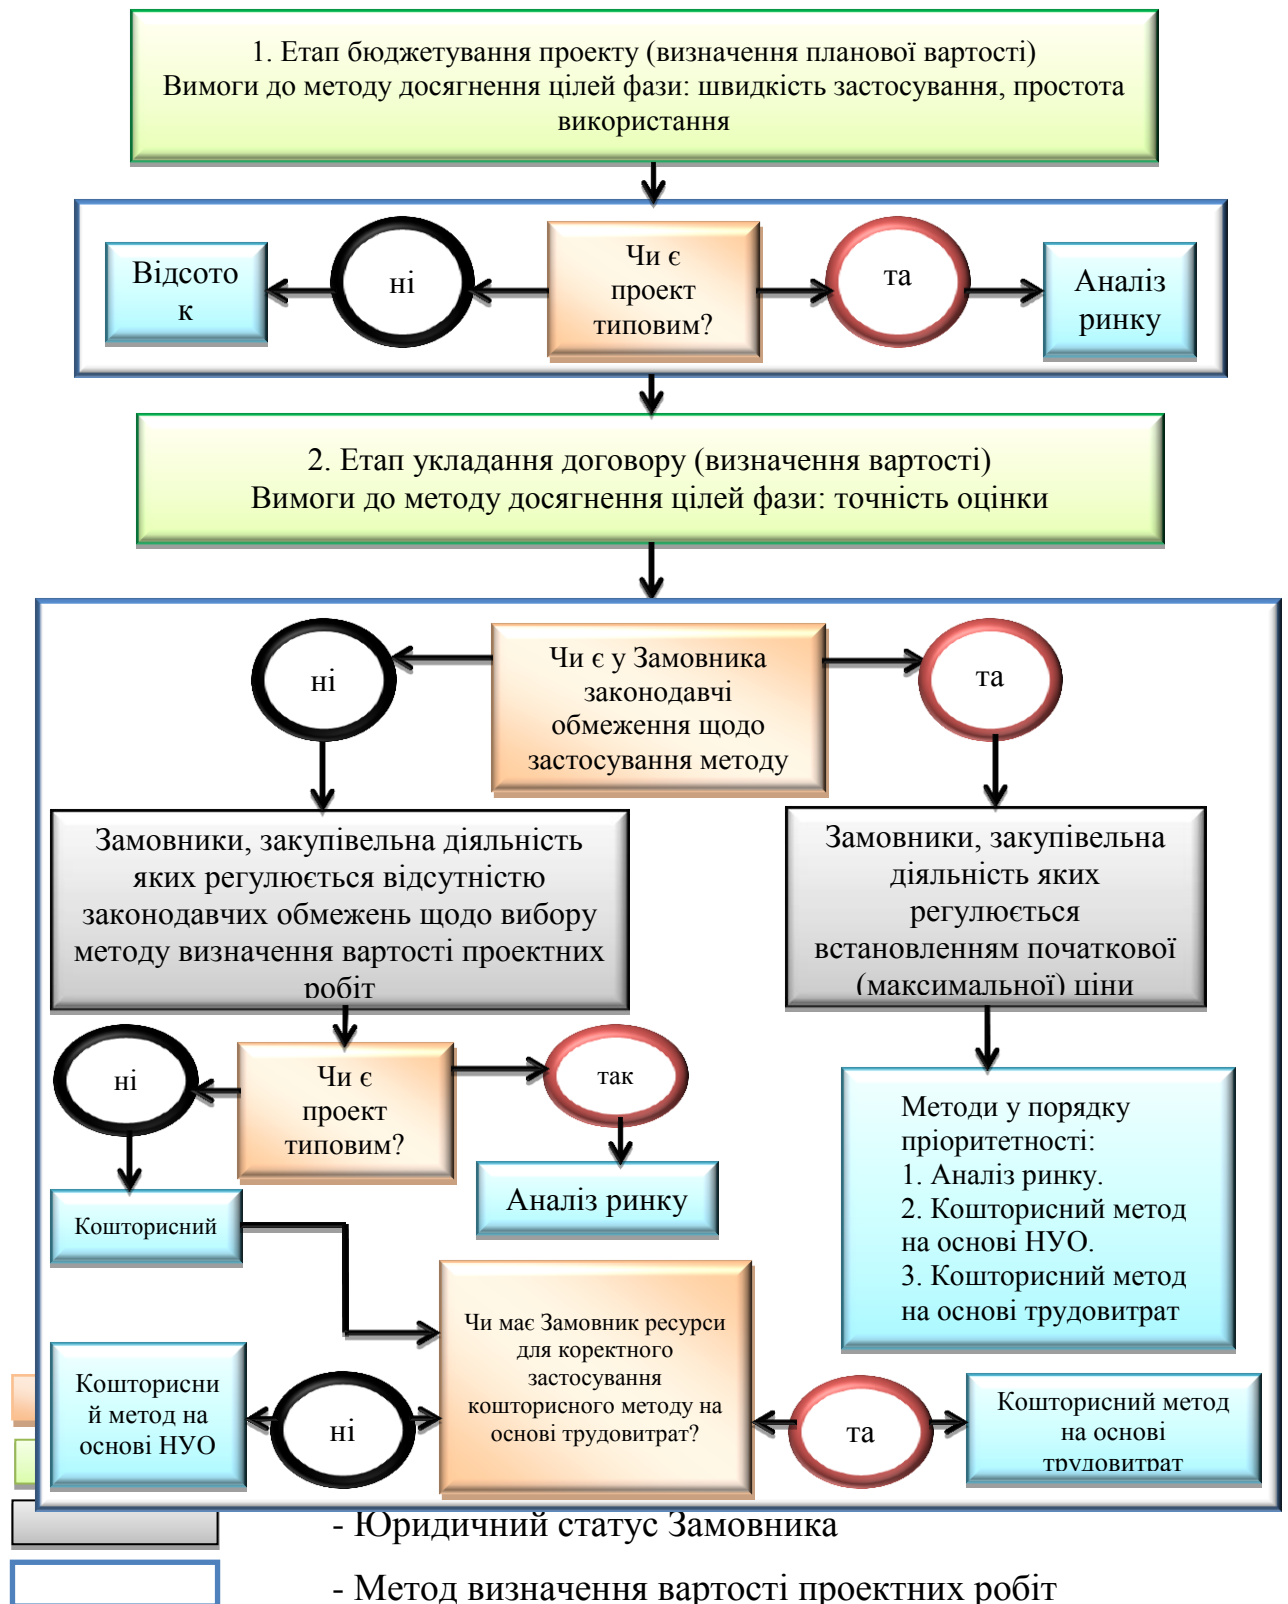 1. Етап бюджетування проекту (визначення планової вартості)
Вимоги до методу досягнення цілей фази: швидкість застосування, простота
використання
Відсото
к
ні
Чи є
проект
типовим?
та
Аналіз
ринку
2. Етап укладання договору (визначення вартості)
Вимоги до методу досягнення цілей фази: точність оцінки
ні
Чи є у Замовника
законодавчі
обмеження щодо
застосування методу
та
Замовники, закупівельна діяльність
яких регулюється відсутністю
законодавчих обмежень щодо вибору
методу визначення вартості проектних
робіт
Замовники, закупівельна
діяльність яких
регулюється
встановленням початкової
(максимальної) ціни
ні
Чи є
проект
типовим?
так
Кошторисний
Аналіз ринку
Методи у порядку
пріоритетності:
1. Аналіз ринку.
2. Кошторисний метод
на основі НУО.
3. Кошторисний метод
на основі трудовитрат
Чи має Замовник ресурси
для коректного
застосування
кошторисного методу на
основі трудовитрат?
Кошторисни
й метод на
основі НУО
ні
та
Кошторисний метод
на основі
трудовитрат
- Юридичний статус Замовника
- Метод визначення вартості проектних робіт